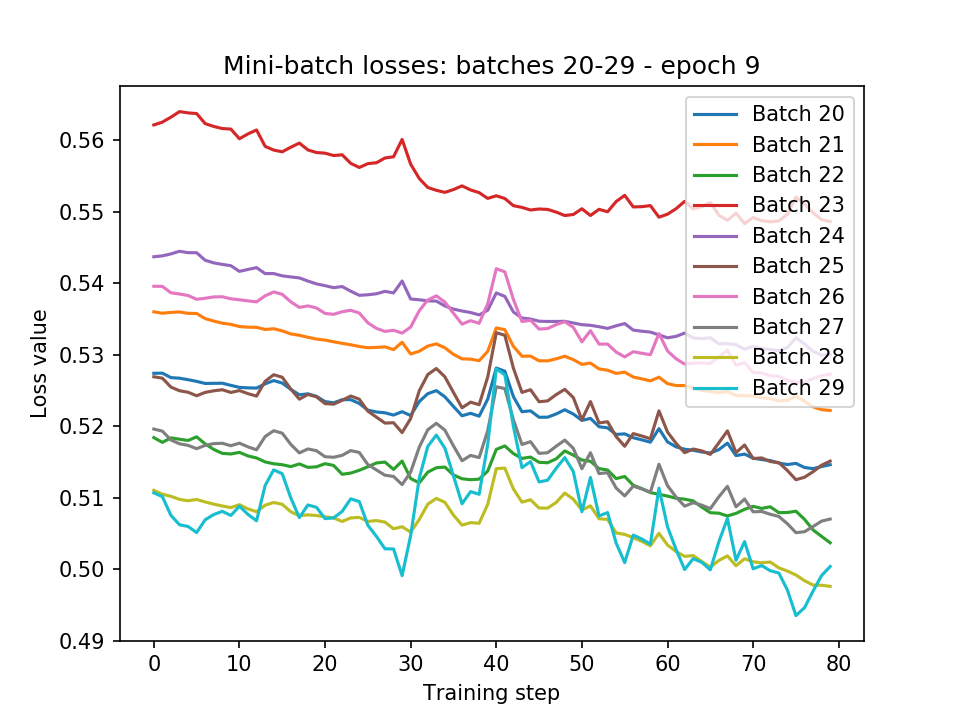 Mini-batch losses: batches 20-29 - epoch 9
Loss value
0.56
0.55
0.54
0.53
0.52
0.51
0.50
0.49
Batch 20
Batch 21
Batch 22
Batch 23
Batch 24
Batch 25
Batch 26
Batch 27
Batch 28
Batch 29
0 10 20 30 40 50 60 70 80
Training step